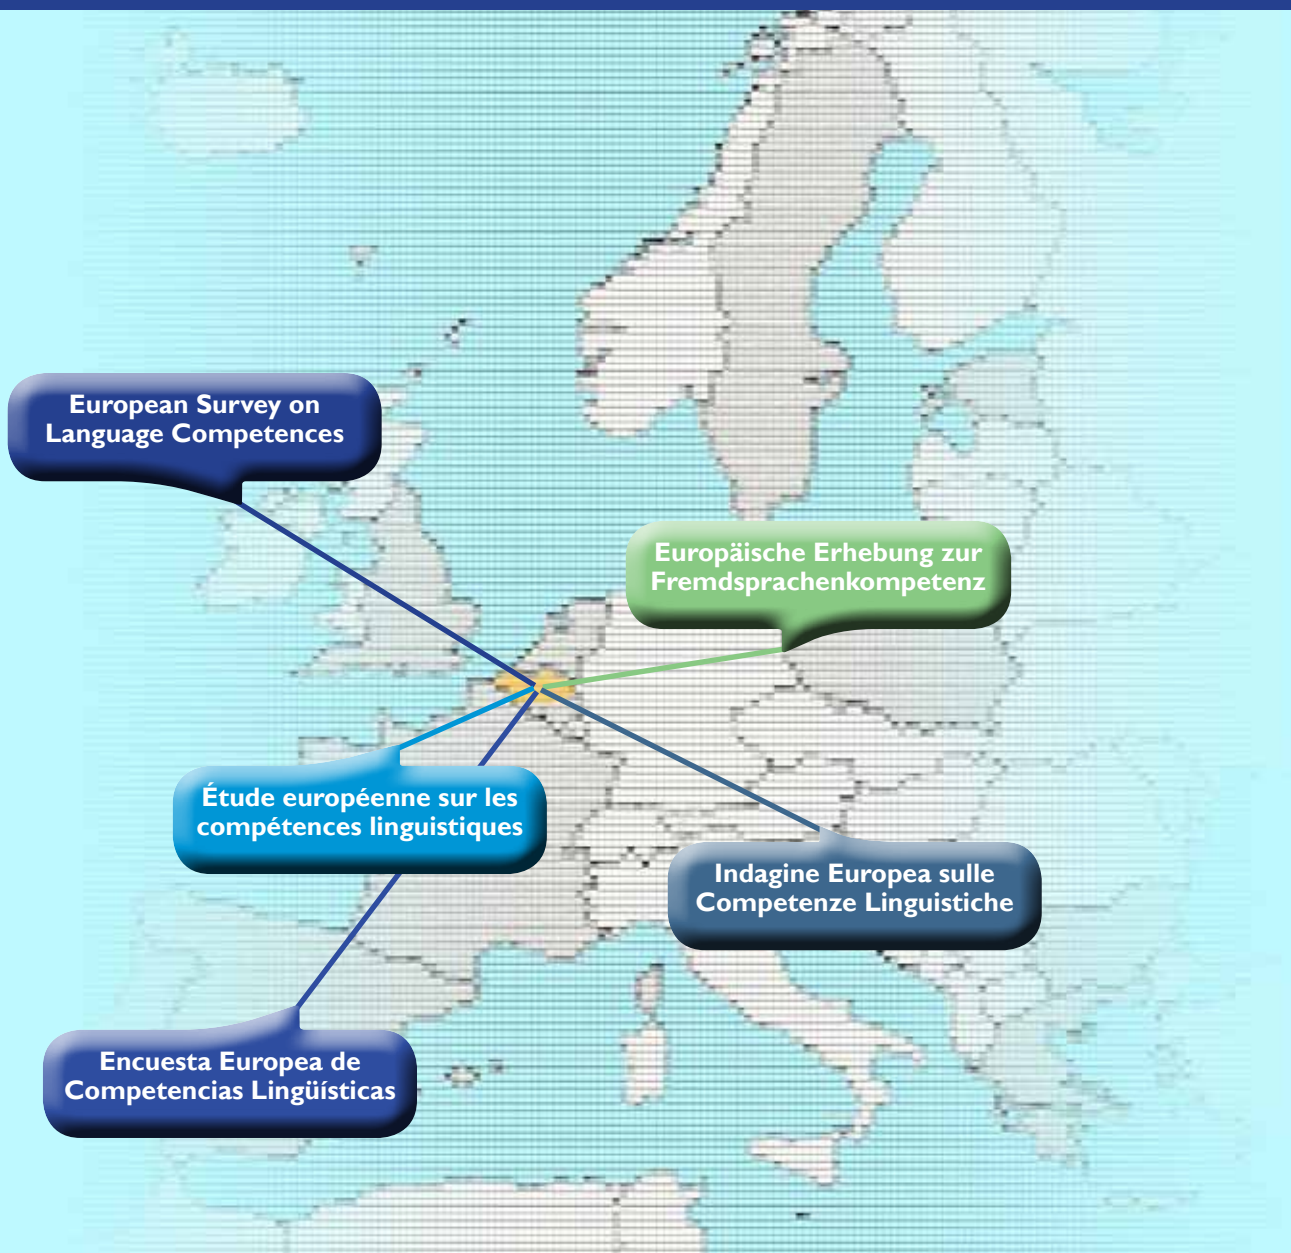 European Survey on
Language Competences
Europäische Erhebung zur
Fremdsprachenkompetenz
Étude européenne sur les
compétences linguistiques
Indagine Europea sulle
Competenze Linguistiche
Encuesta Europea de
Competencias Lingüísticas